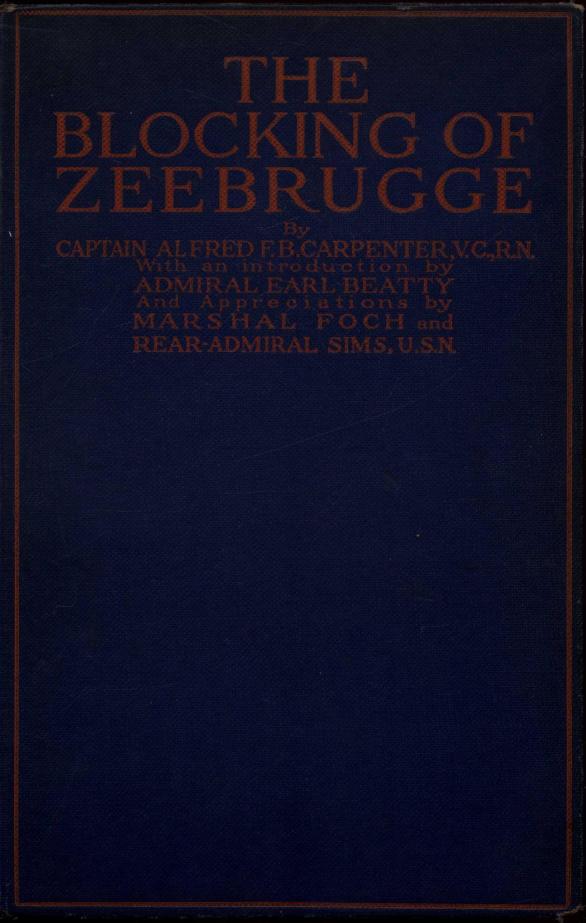 THE
BLOCKING OF
ZEEBRUGGE
By
CAPTAIN ALFRED F.B.CARPENTER,V.C.,R.N.
With an introduction by
ADMIRAL EARL BEATTY
And Appreciations by
MARSHAL FOCH and
REAR-ADMIRAL SIMS, U.S.N.